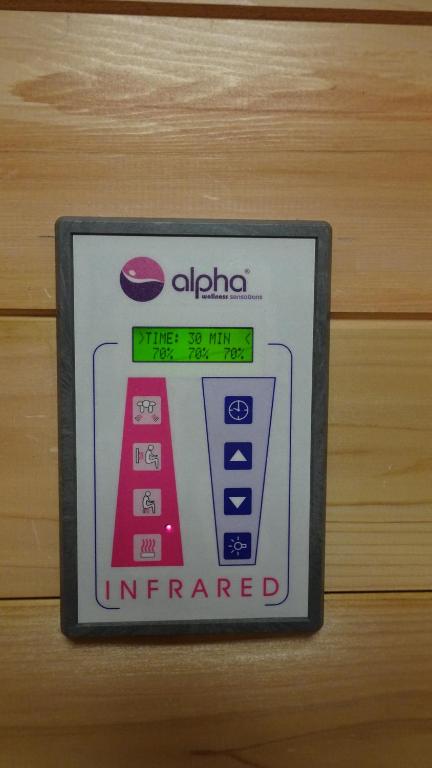 alpha®
wellness sensations
>TIME: 30 MIN <
70% 70% 70%
INFRARED